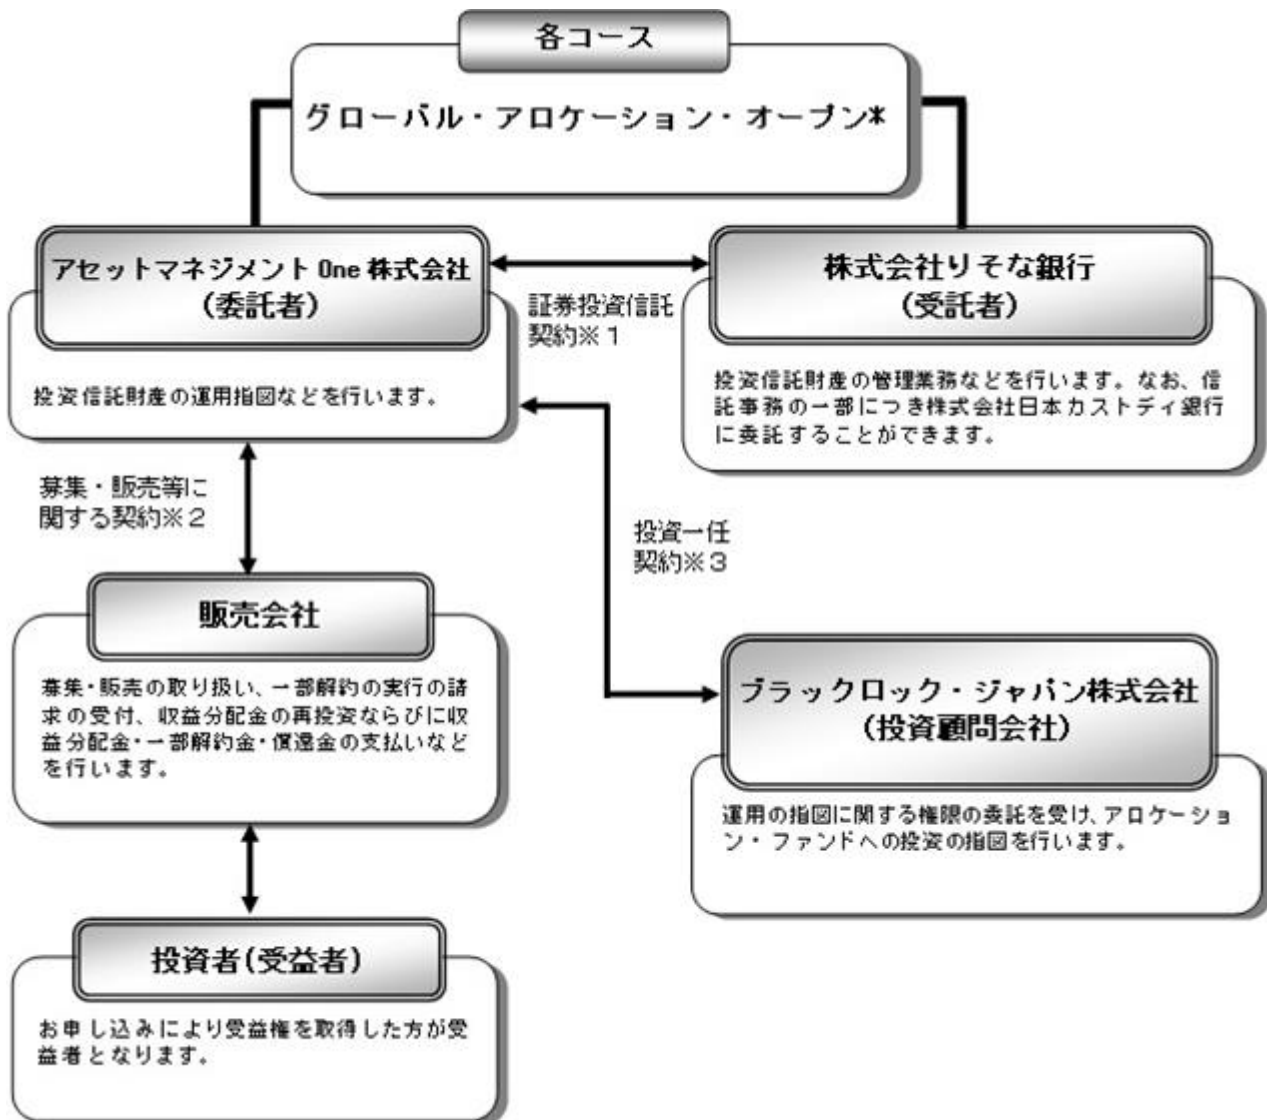 各コース
グローバル・アロケーション・オープン*
アセットマネジメント One 株式会社
(委託者)
投資信託財産の運用指図などを行います。
証券投資信託
契約※1
株式会社りそな銀行
(受託者)
投資信託財産の管理業務などを行います。なお、信
託事務の一部につき株式会社日本カストディ銀行
に委託することができます。
募集・販売等に
関する契約※2
投資一任
契約※3
販売会社
募集・販売の取り扱い、一部解約の実行の請
求の受付、収益分配金の再投資ならびに収
益分配金・一部解約金・償還金の支払いなど
を行います。
ブラックロック・ジャパン株式会社
(投資顧問会社)
運用の指図に関する権限の委託を受け、アロケーショ
ン・ファンドへの投資の指図を行います。
投資者(受益者)
お申し込みにより受益権を取得した方が受
益者となります。